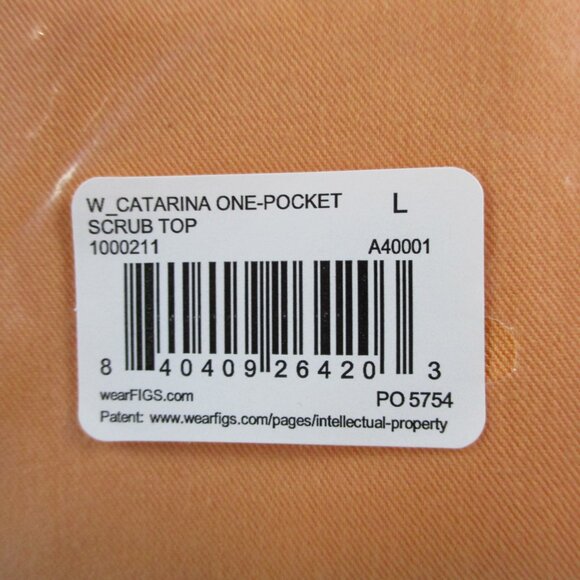 W_CATARINA ONE-POCKET L
SCRUB TOP
1000211 A40001
8 40409 26420 3
wearFIGS.com PO 5754
Patent: www.wearfigs.com/pages/intellectual-property